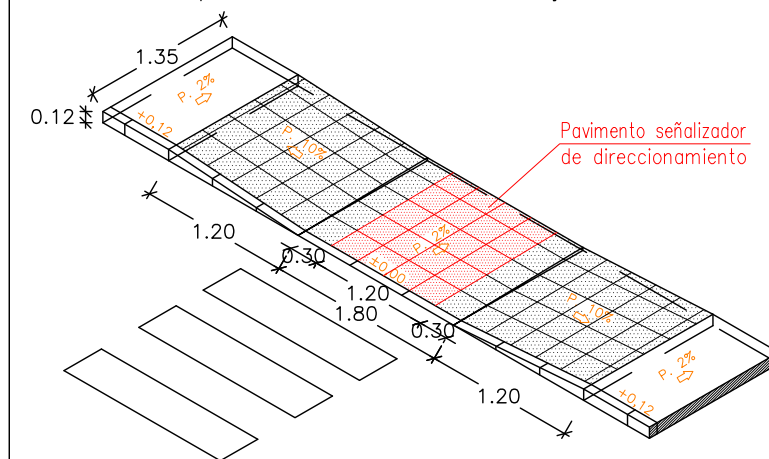 1.35
P. 2%
0.12
+0,12
P. 10%
Pavimento señalizador
de direccionamiento
P. 2%
1.20
0.30
±0,00
1.20
1.80
0.30
P. 10%
P. 2%
1.20
+0,12